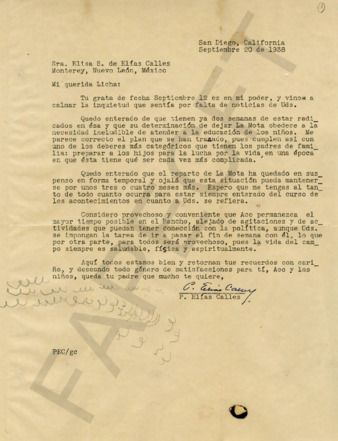 San Diego, California
Septiembre 20 de 1938
Sra. Elisa S. de Elías Calles
Monterey, Nuevo León, México
Mi querida Licha:
Tu grata de fecha Septiembre 12 es en mi poder, y vino a
calmar la inquietud que sentía por falta de noticias de Uds.
Quedo enterado de que tienen ya dos semanas de estar radi-
cados en ésa y que su determinación de dejar La Mota obedece a la
necesidad ineludible de atender a la educación de los niños. Me
parece correcto el plan que se han trazado, pues cumplen así con
uno de los deberes más categóricos que tienen los padres de fami-
lia: preparar a los hijos para la lucha por la vida, en una época
en que ésta tiene que ser cada vez más complicada.
Quedo enterado que el reparto de La Mota ha quedado en sus-
penso en forma temporal y ojalá que esta situación pueda mantener-
se por unos tres o cuatro meses más. Espero que me tengas al tan-
to de todo cuanto ocurra para estar siempre enterado del curso de
los acontecimientos en cuanto a Uds. se refiera.
Considero provechoso y conveniente que Aco permanezca el
mayor tiempo posible en el Rancho, alejado de agitaciones y de ac-
tividades que puedan tener conección con la política, aunque Uds.
se impongan la tarea de ir a pasar el fin de semana con él, lo que
por otra parte, para todos será provechoso, pues la vida del campo
siempre es saludable, física y espiritualmente.
Aquí todos están bien y retornan tus recuerdos con cari-
ño, y deseando todo género de satisfacciones para tí, Aco y los
niños, queda tu padre que mucho te quiere,
P. Elías Calles
PEC/gc